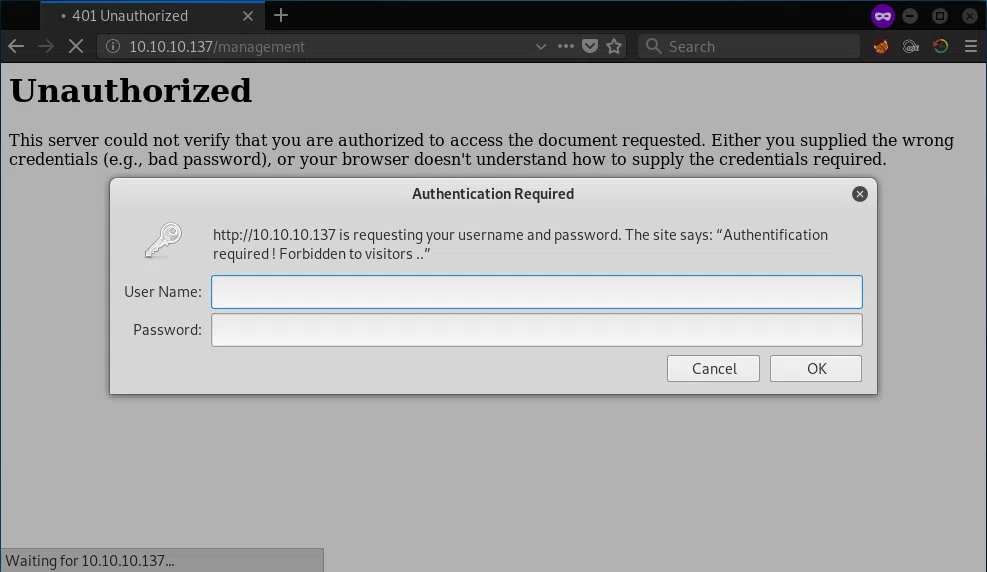 • 401 Unauthorized
10.10.10.137/management
Search
Unauthorized
This server could not verify that you are authorized to access the document requested. Either you supplied the wrong
credentials (e.g., bad password), or your browser doesn't understand how to supply the credentials required.
Authentication Required
http://10.10.10.137 is requesting your username and password. The site says: “Authentification
required ! Forbidden to visitors ..”
User Name:
Password:
Cancel OK
Waiting for 10.10.10.137...